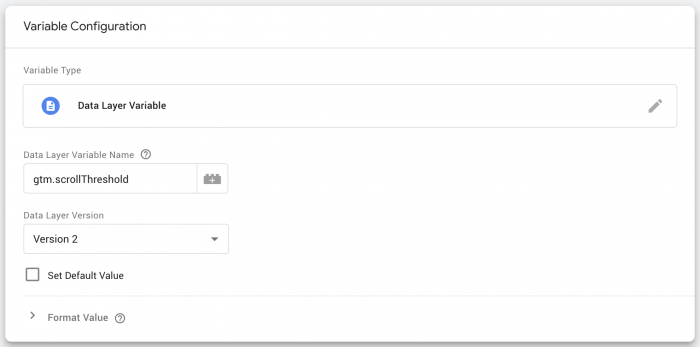 Variable Configuration
Variable Type
Data Layer Variable
Data Layer Variable Name
gtm.scrollThreshold
Data Layer Version
Version 2
Set Default Value
Format Value